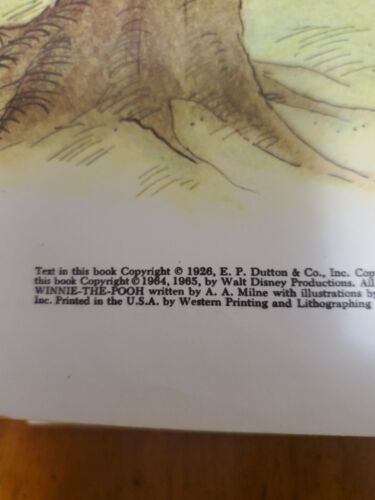 Text in this book Copyright © 1926, E. P. Dutton & Co., Inc. Cop
this book Copyright © 1964, 1965, by Walt Disney Productions. All
WINNIE-THE-POOH written by A. A. Milne with illustrations by
Inc. Printed in the U.S.A. by Western Printing and Lithographing